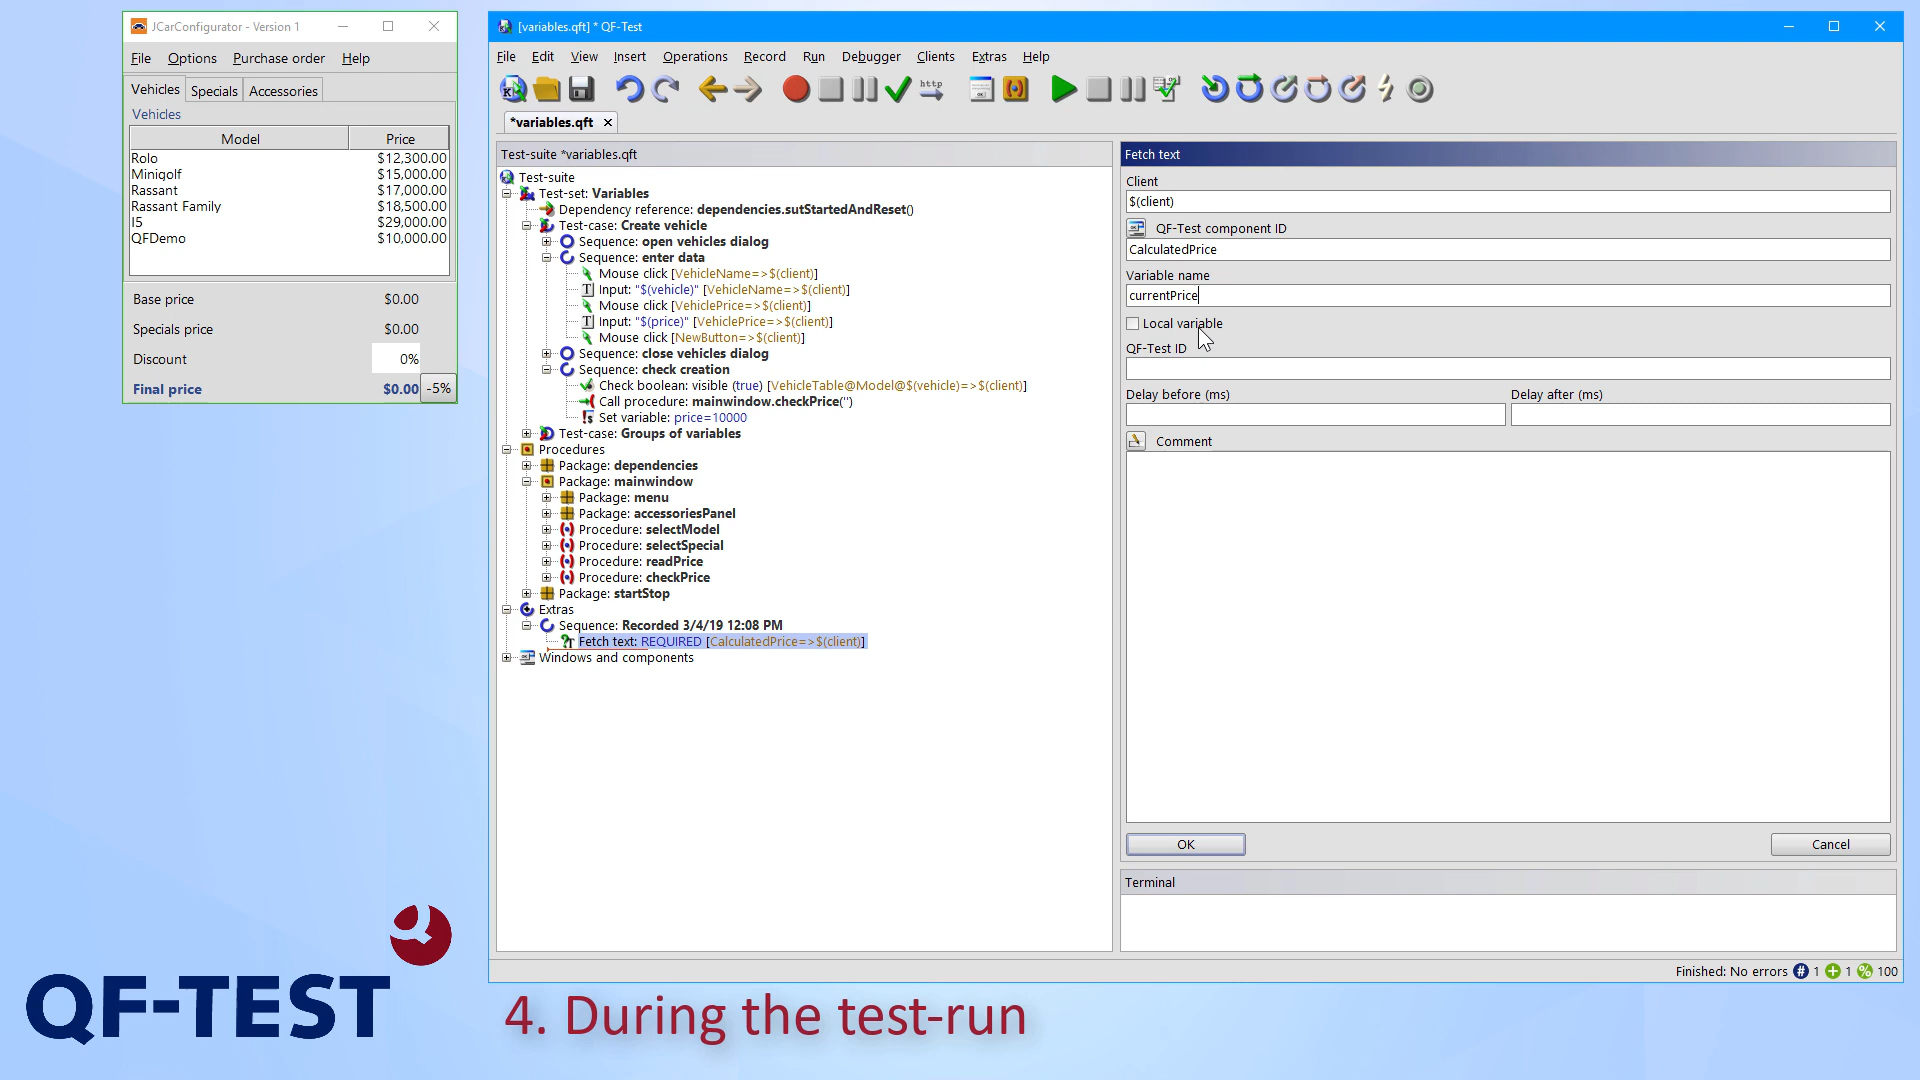 JCarConfigurator - Version 1
File Options Purchase order Help
Vehicles Specials Accessories
Vehicles
Model Price
Rolo $12,300.00
Minigolf $15,000.00
Rassant $17,000.00
Rassant Family $18,500.00
I5 $29,000.00
QFDemo $10,000.00
Base price $0.00
Specials price $0.00
Discount 0%
Final price $0.00 -5%
[variables.qft] * QF-Test
File Edit View Insert Operations Record Run Debugger Clients Extras Help
http
*variables.qft
Test-suite *variables.qft
Test-suite
Test-set: Variables
Dependency reference: dependencies.sutStartedAndReset()
Test-case: Create vehicle
Sequence: open vehicles dialog
Sequence: enter data
Mouse click [VehicleName=>$(client)]
Input: "$(vehicle)" [VehicleName=>$(client)]
Mouse click [VehiclePrice=>$(client)]
Input: "$(price)" [VehiclePrice=>$(client)]
Mouse click [NewButton=>$(client)]
Sequence: close vehicles dialog
Sequence: check creation
Check boolean: visible (true) [VehicleTable@Model@$(vehicle)=>$(client)]
Call procedure: mainwindow.checkPrice('')
Set variable: price=10000
Test-case: Groups of variables
Procedures
Package: dependencies
Package: mainwindow
Package: menu
Package: accessoriesPanel
Procedure: selectModel
Procedure: selectSpecial
Procedure: readPrice
Procedure: checkPrice
Package: startStop
Extras
Sequence: Recorded 3/4/19 12:08 PM
Fetch text: REQUIRED [CalculatedPrice=>$(client)]
Windows and components
Fetch text
Client
$(client)
QF-Test component ID
CalculatedPrice
Variable name
currentPrice
Local variable
QF-Test ID
Delay before (ms) Delay after (ms)
Comment
OK Cancel
Terminal
Finished: No errors # 1 + 1 % 100
QF-TEST
4. During the test-run